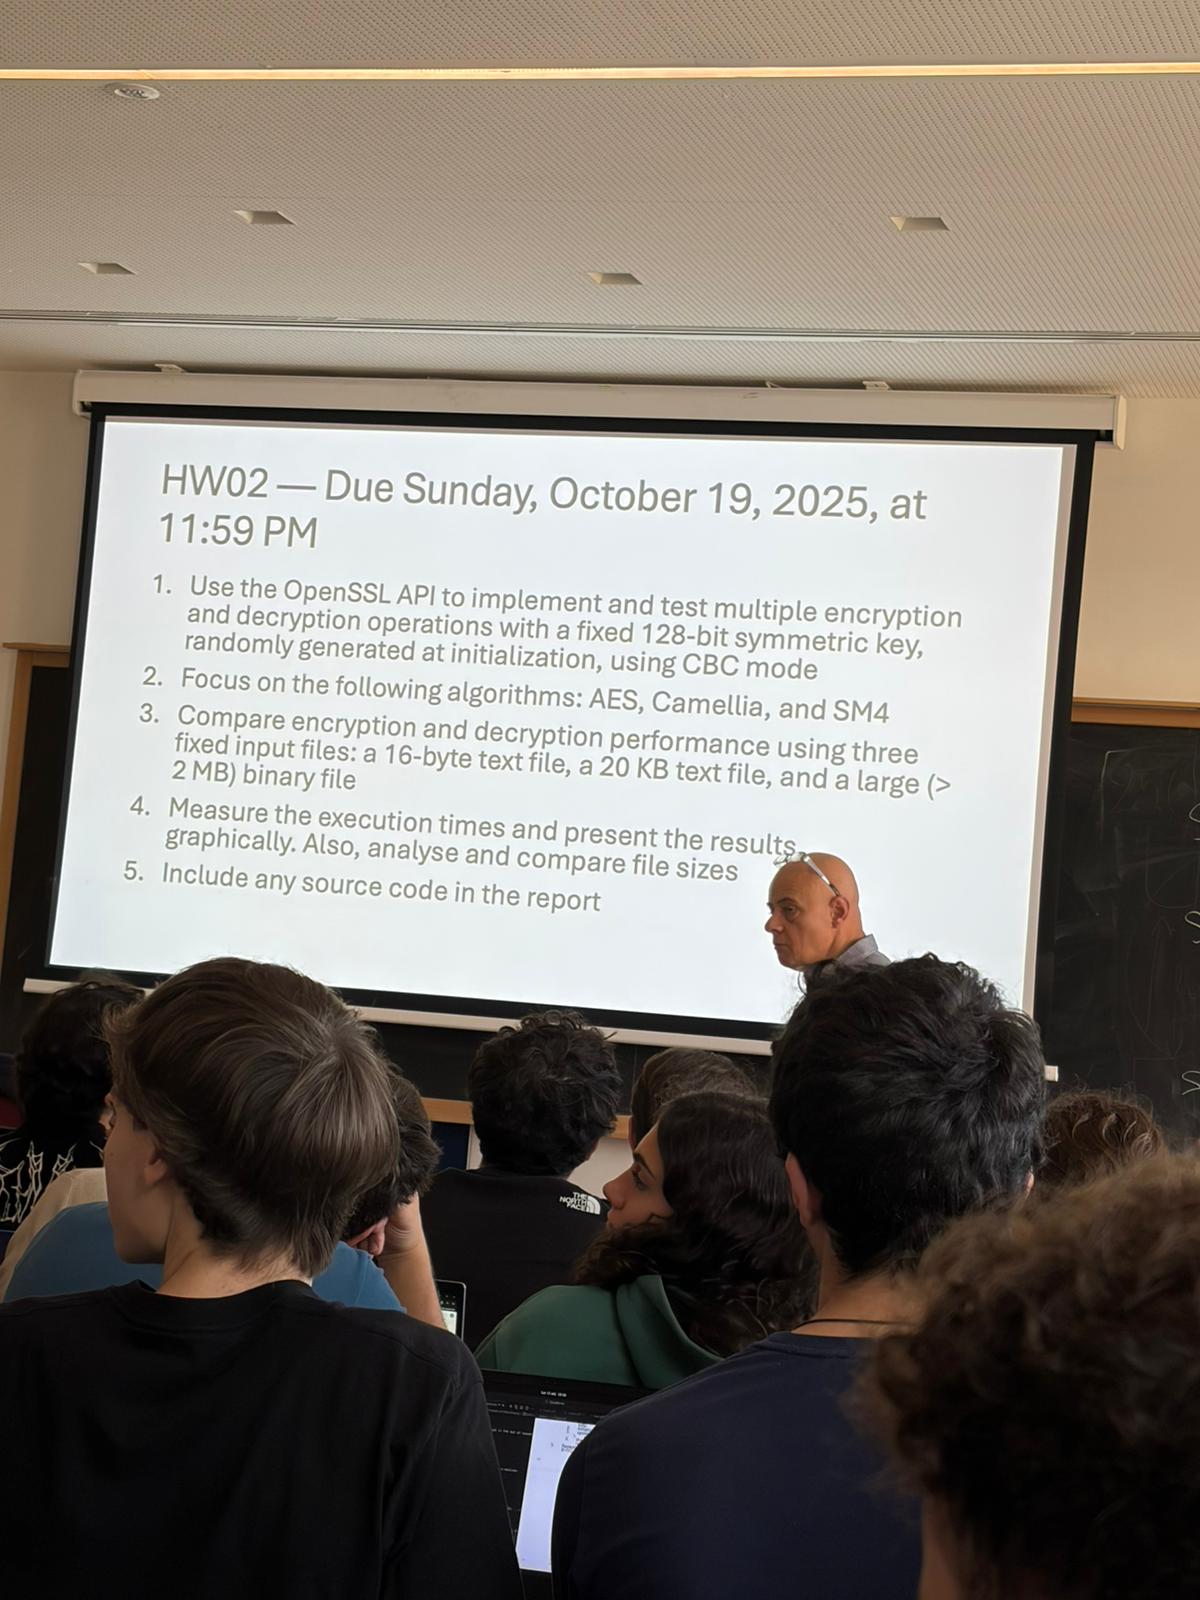 HW02 — Due Sunday, October 19, 2025, at
11:59 PM
1. Use the OpenSSL API to implement and test multiple encryption
and decryption operations with a fixed 128-bit symmetric key,
randomly generated at initialization, using CBC mode
2. Focus on the following algorithms: AES, Camellia, and SM4
3. Compare encryption and decryption performance using three
fixed input files: a 16-byte text file, a 20 KB text file, and a large (>
2 MB) binary file
4. Measure the execution times and present the results
graphically. Also, analyse and compare file sizes
5. Include any source code in the report
THE
NORTH
FACE